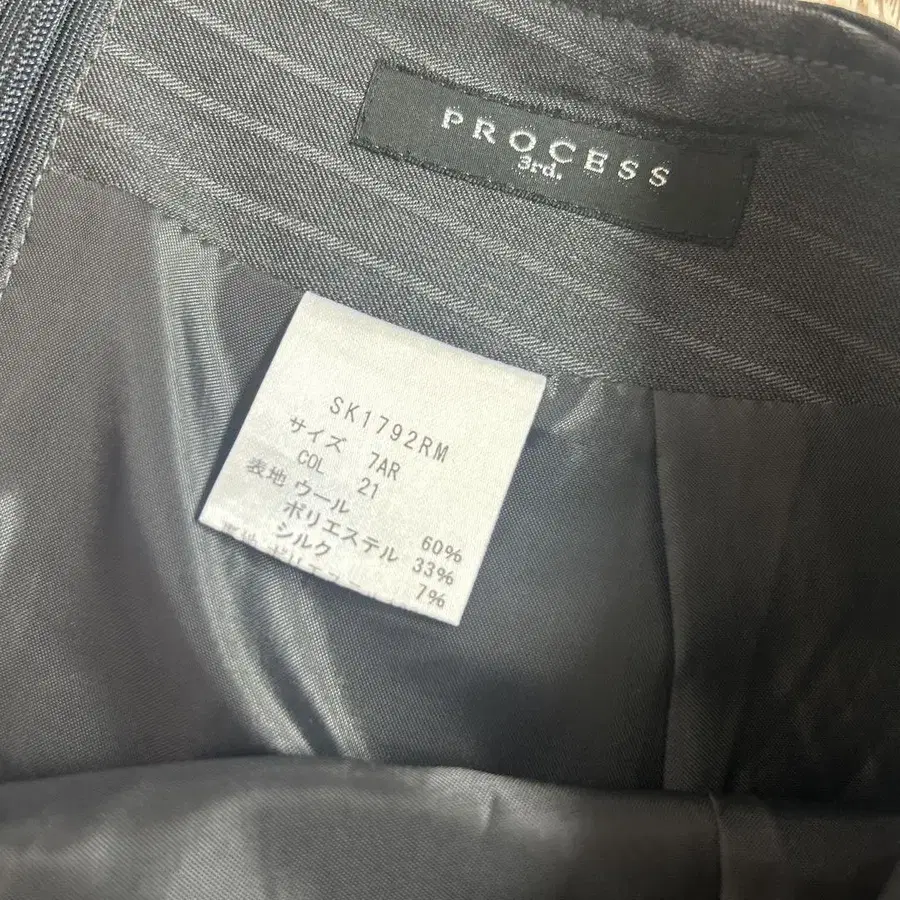 PROCESS
3rd.
SK1792RM
サイズ 7AR
COL 21
表地 ウール 60%
ポリエステル 33%
シルク 7%